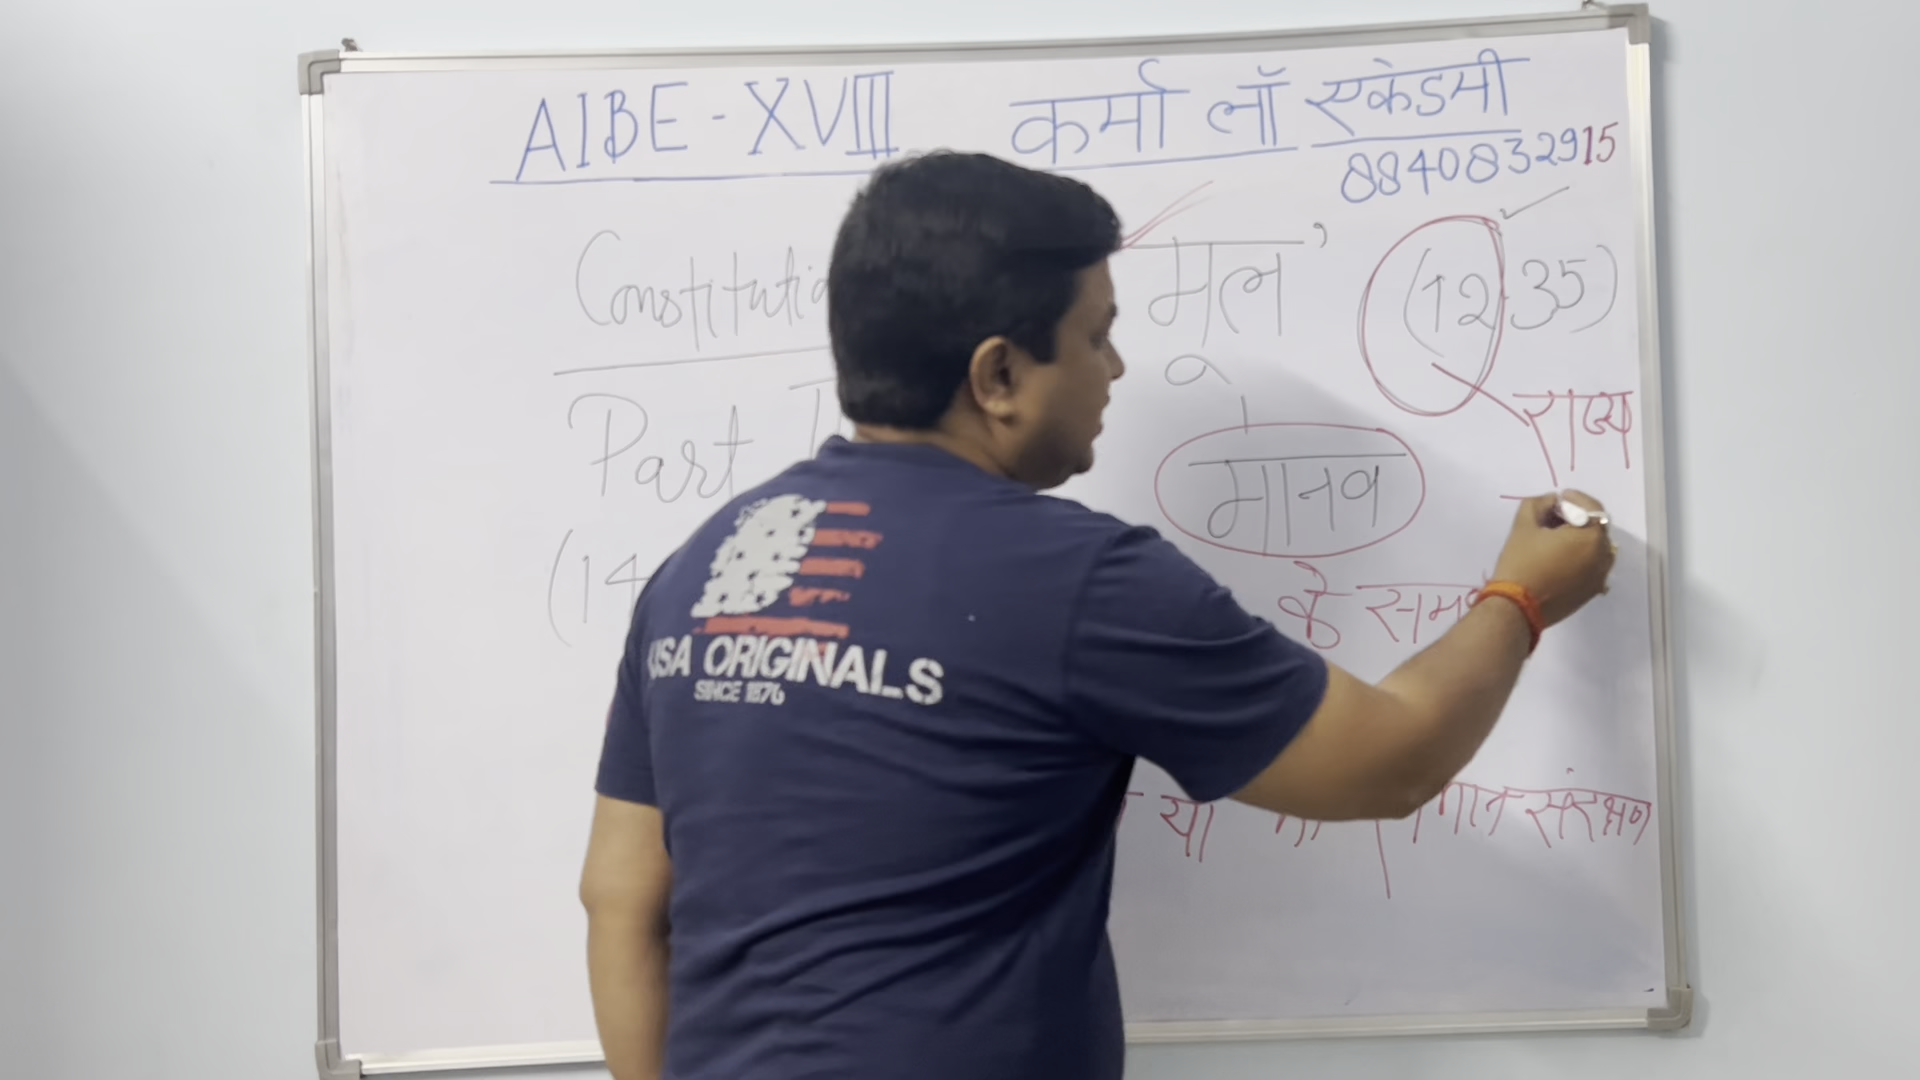 AIBE - XVIII कर्मा लॉ एकेडमी
8840832915
Constitutio
मूल (12-35)
Part
राज्य
मानव
(14
के सम
या संरक्षण
USA ORIGINALS
SINCE 1876